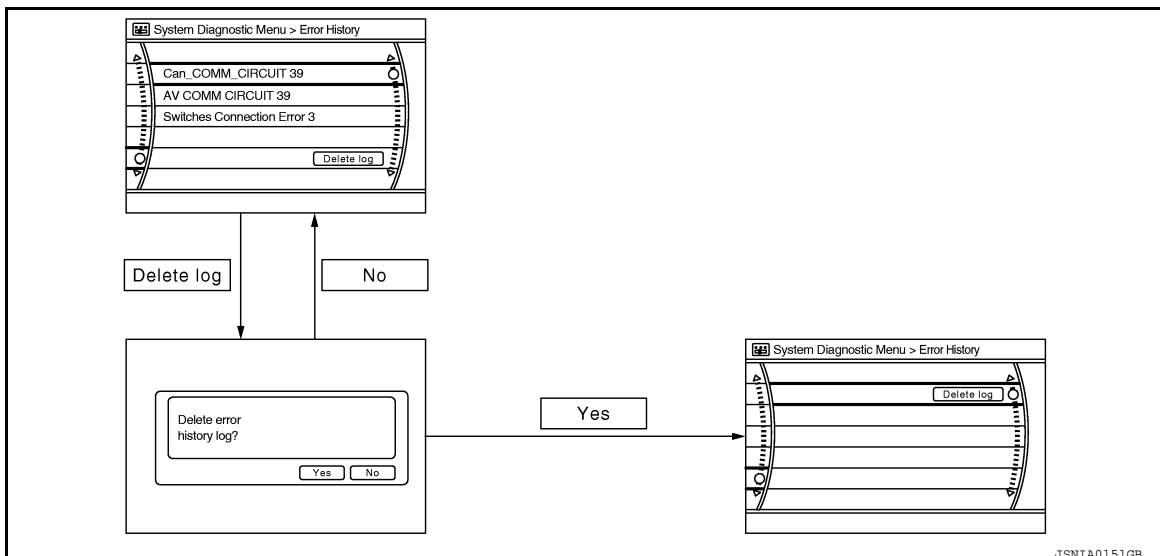 System Diagnostic Menu > Error History
Can_COMM_CIRCUIT 39
AV COMM CIRCUIT 39
Switches Connection Error 3
Delete log
Delete log
No
Delete error
history log?
Yes No
Yes
System Diagnostic Menu > Error History
Delete log
JSNIA0151GB